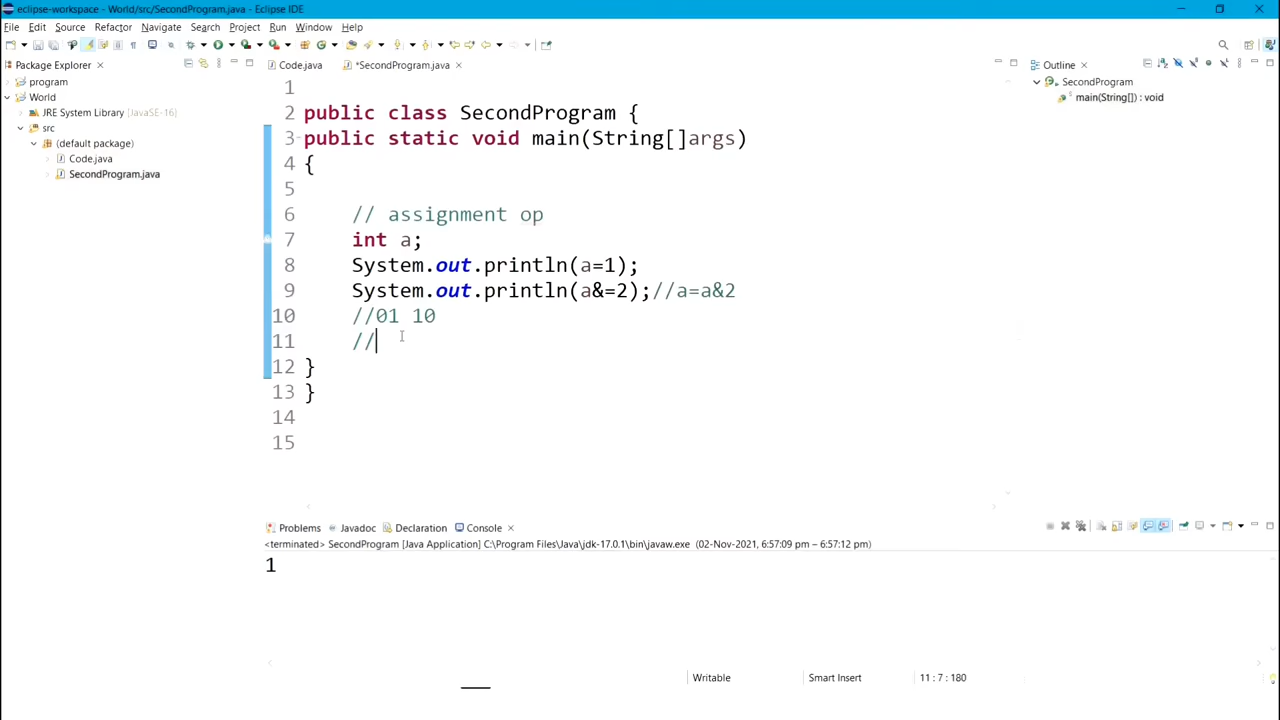 eclipse-workspace - World/src/SecondProgram.java - Eclipse IDE
File Edit Source Refactor Navigate Search Project Run Window Help
Package Explorer
program
World
JRE System Library [JavaSE-16]
src
(default package)
Code.java
SecondProgram.java
Code.java *SecondProgram.java
1
2 public class SecondProgram {
3 public static void main(String[]args)
4 {
5
6 // assignment op
7 int a;
8 System.out.println(a=1);
9 System.out.println(a&=2);//a=a&2
10 //01 10
11 //
12 }
13 }
14
15
Outline
SecondProgram
main(String[]) : void
Problems Javadoc Declaration Console
<terminated> SecondProgram [Java Application] C:\Program Files\Java\jdk-17.0.1\bin\javaw.exe (02-Nov-2021, 6:57:09 pm – 6:57:12 pm)
1
Writable Smart Insert 11 : 7 : 180